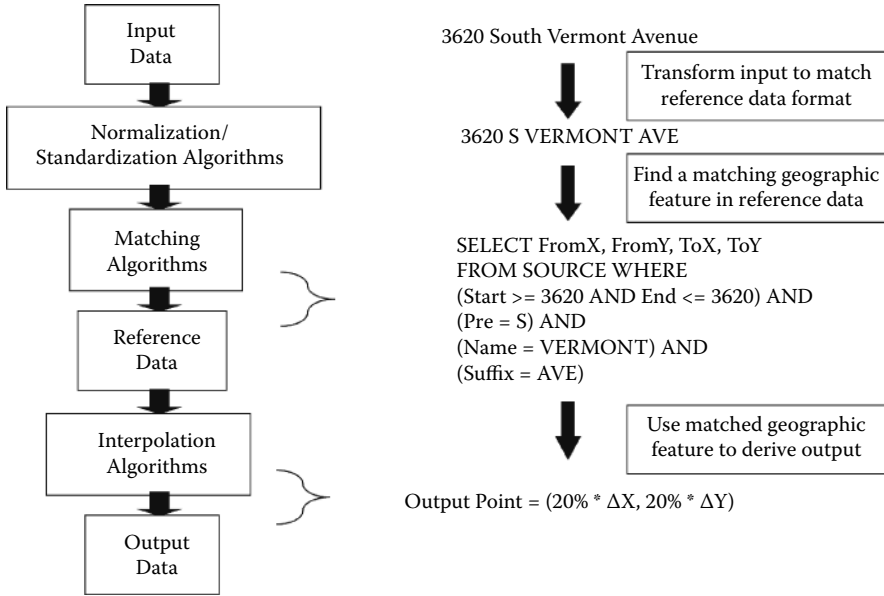 Input
Data
Normalization/
Standardization Algorithms
Matching
Algorithms
Reference
Data
Interpolation
Algorithms
Output
Data
3620 South Vermont Avenue
Transform input to match
reference data format
3620 S VERMONT AVE
Find a matching geographic
feature in reference data
SELECT FromX, FromY, ToX, ToY
FROM SOURCE WHERE
(Start >= 3620 AND End <= 3620) AND
(Pre = S) AND
(Name = VERMONT) AND
(Suffix = AVE)
Use matched geographic
feature to derive output
Output Point = (20% * ΔX, 20% * ΔY)